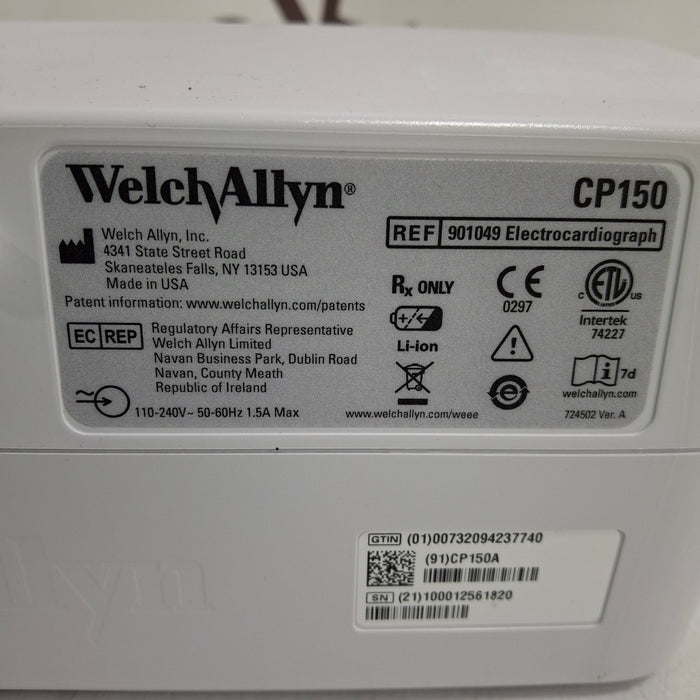 WelchAllyn®
CP150
Welch Allyn, Inc.
4341 State Street Road
Skaneateles Falls, NY 13153 USA
Made in USA
Patent information: www.welchallyn.com/patents
EC REP
Regulatory Affairs Representative
Welch Allyn Limited
Navan Business Park, Dublin Road
Navan, County Meath
Republic of Ireland
110-240V~ 50-60Hz 1.5A Max
REF 901049 Electrocardiograph
Rx ONLY
+/-
Li-ion
www.welchallyn.com/weee
CE
0297
e
c ETL us
LISTED
Intertek
74227
i 7d
welchallyn.com
724502 Ver. A
Allyn
GTIN (01)00732094237740
(91)CP150A
SN (21)100012561820